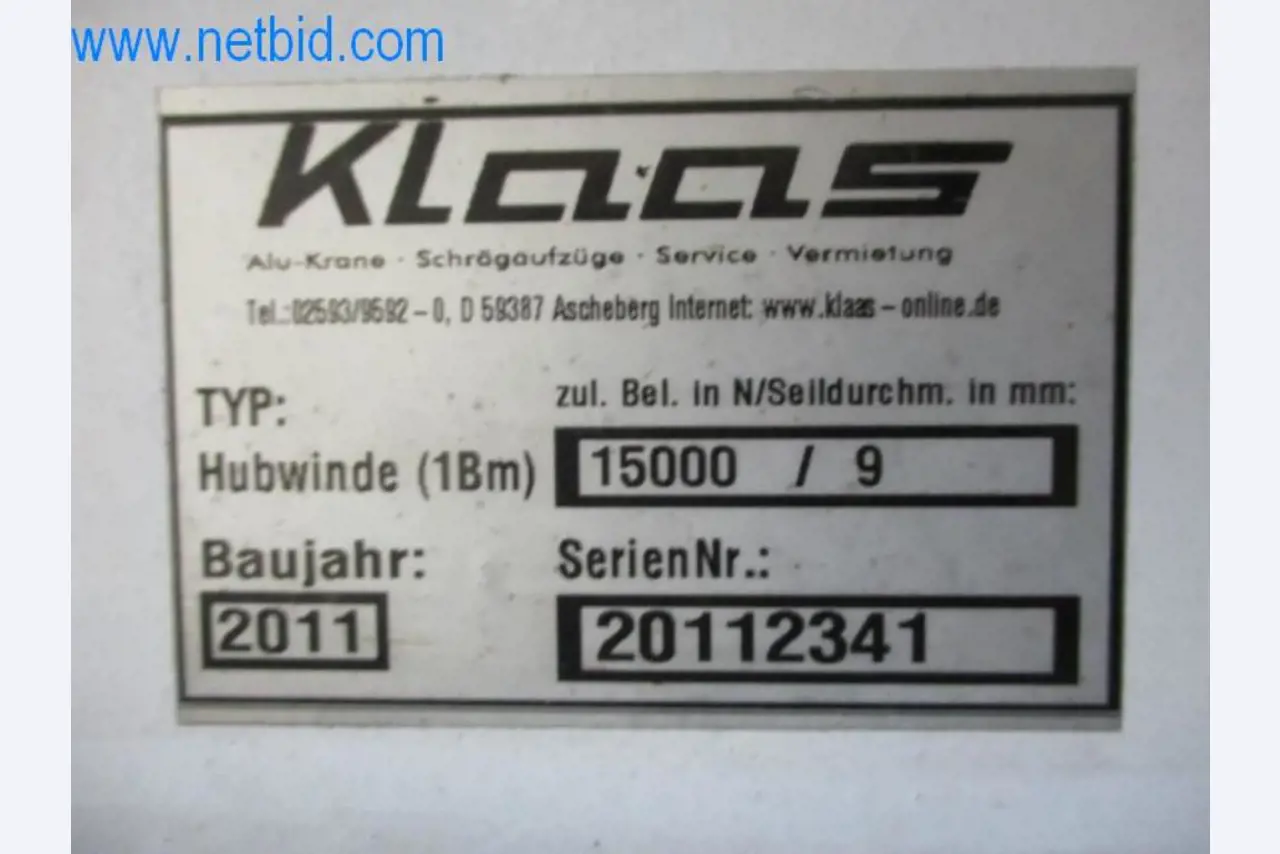 www.netbid.com
Klaas
Alu-Krane · Schrägaufzüge · Service · Vermietung
Tel.:02593/9592-0, D 59387 Ascheberg Internet: www.klaas-online.de
TYP:
Hubwinde (1Bm)
zul. Bel. in N/Seildurchm. in mm:
15000 / 9
Baujahr:
2011
SerienNr.:
20112341